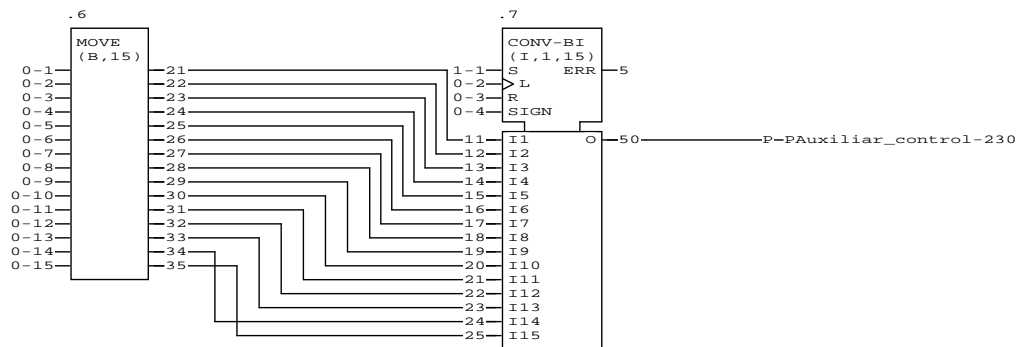 .6 .7
MOVE CONV-BI
(B,15) (I,1,15)
0-1 21 1-1 S ERR 5
0-2 22 0-2 L
0-3 23 0-3 R
0-4 24 0-4 SIGN
0-5 25
0-6 26 11 I1 O 50 P-PAuxiliar_control-230
0-7 27 12 I2
0-8 28 13 I3
0-9 29 14 I4
0-10 30 15 I5
0-11 31 16 I6
0-12 32 17 I7
0-13 33 18 I8
0-14 34 19 I9
0-15 35 20 I10
21 I11
22 I12
23 I13
24 I14
25 I15